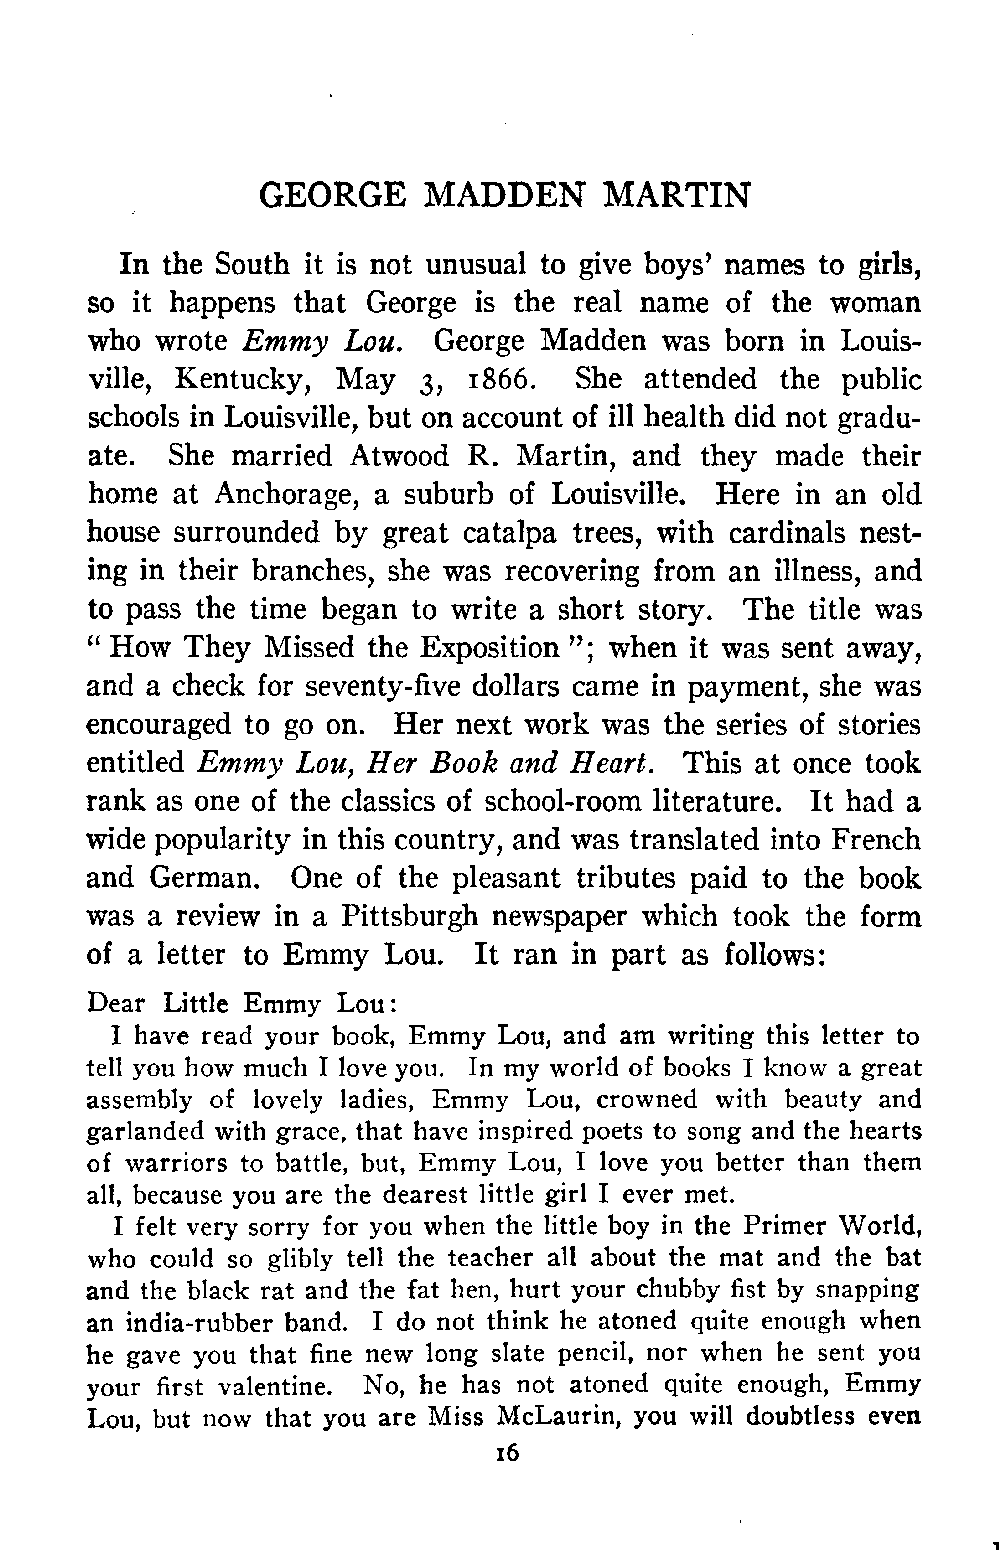 GEORGE MADDEN MARTIN
In the South it is not unusual to give boys' names to girls,
so it happens that George is the real name of the woman
who wrote Emmy Lou. George Madden was born in Louis-
ville, Kentucky, May 3, 1866. She attended the public
schools in Louisville, but on account of ill health did not gradu-
ate. She married Atwood R. Martin, and they made their
home at Anchorage, a suburb of Louisville. Here in an old
house surrounded by great catalpa trees, with cardinals nest-
ing in their branches, she was recovering from an illness, and
to pass the time began to write a short story. The title was
" How They Missed the Exposition "; when it was sent away,
and a check for seventy-five dollars came in payment, she was
encouraged to go on. Her next work was the series of stories
entitled Emmy Lou, Her Book and Heart. This at once took
rank as one of the classics of school-room literature. It had a
wide popularity in this country, and was translated into French
and German. One of the pleasant tributes paid to the book
was a review in a Pittsburgh newspaper which took the form
of a letter to Emmy Lou. It ran in part as follows:
Dear Little Emmy Lou:
I have read your book, Emmy Lou, and am writing this letter to
tell you how much I love you. In my world of books I know a great
assembly of lovely ladies, Emmy Lou, crowned with beauty and
garlanded with grace, that have inspired poets to song and the hearts
of warriors to battle, but, Emmy Lou, I love you better than them
all, because you are the dearest little girl I ever met.
I felt very sorry for you when the little boy in the Primer World,
who could so glibly tell the teacher all about the mat and the bat
and the black rat and the fat hen, hurt your chubby fist by snapping
an india-rubber band. I do not think he atoned quite enough when
he gave you that fine new long slate pencil, nor when he sent you
your first valentine. No, he has not atoned quite enough, Emmy
Lou, but now that you are Miss McLaurin, you will doubtless even
16